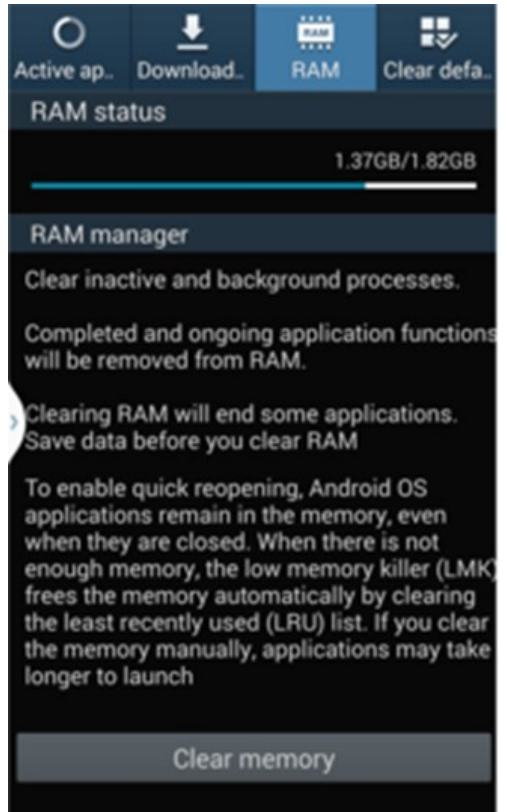 RAM
Active ap..
Download..
RAM
Clear defa..
RAM status
1.37GB/1.82GB
RAM manager
Clear inactive and background processes.
Completed and ongoing application functions
will be removed from RAM.
Clearing RAM will end some applications.
Save data before you clear RAM
To enable quick reopening, Android OS
applications remain in the memory, even
when they are closed. When there is not
enough memory, the low memory killer (LMK)
frees the memory automatically by clearing
the least recently used (LRU) list. If you clear
the memory manually, applications may take
longer to launch
Clear memory